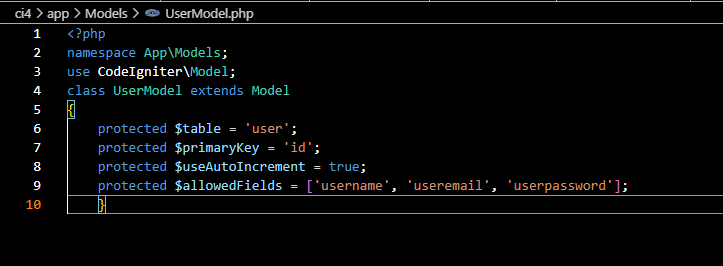 ci4 > app > Models > UserModel.php
1 <?php
2 namespace App\Models;
3 use CodeIgniter\Model;
4 class UserModel extends Model
5 {
6     protected $table = 'user';
7     protected $primaryKey = 'id';
8     protected $useAutoIncrement = true;
9     protected $allowedFields = ['username', 'useremail', 'userpassword'];
10     }